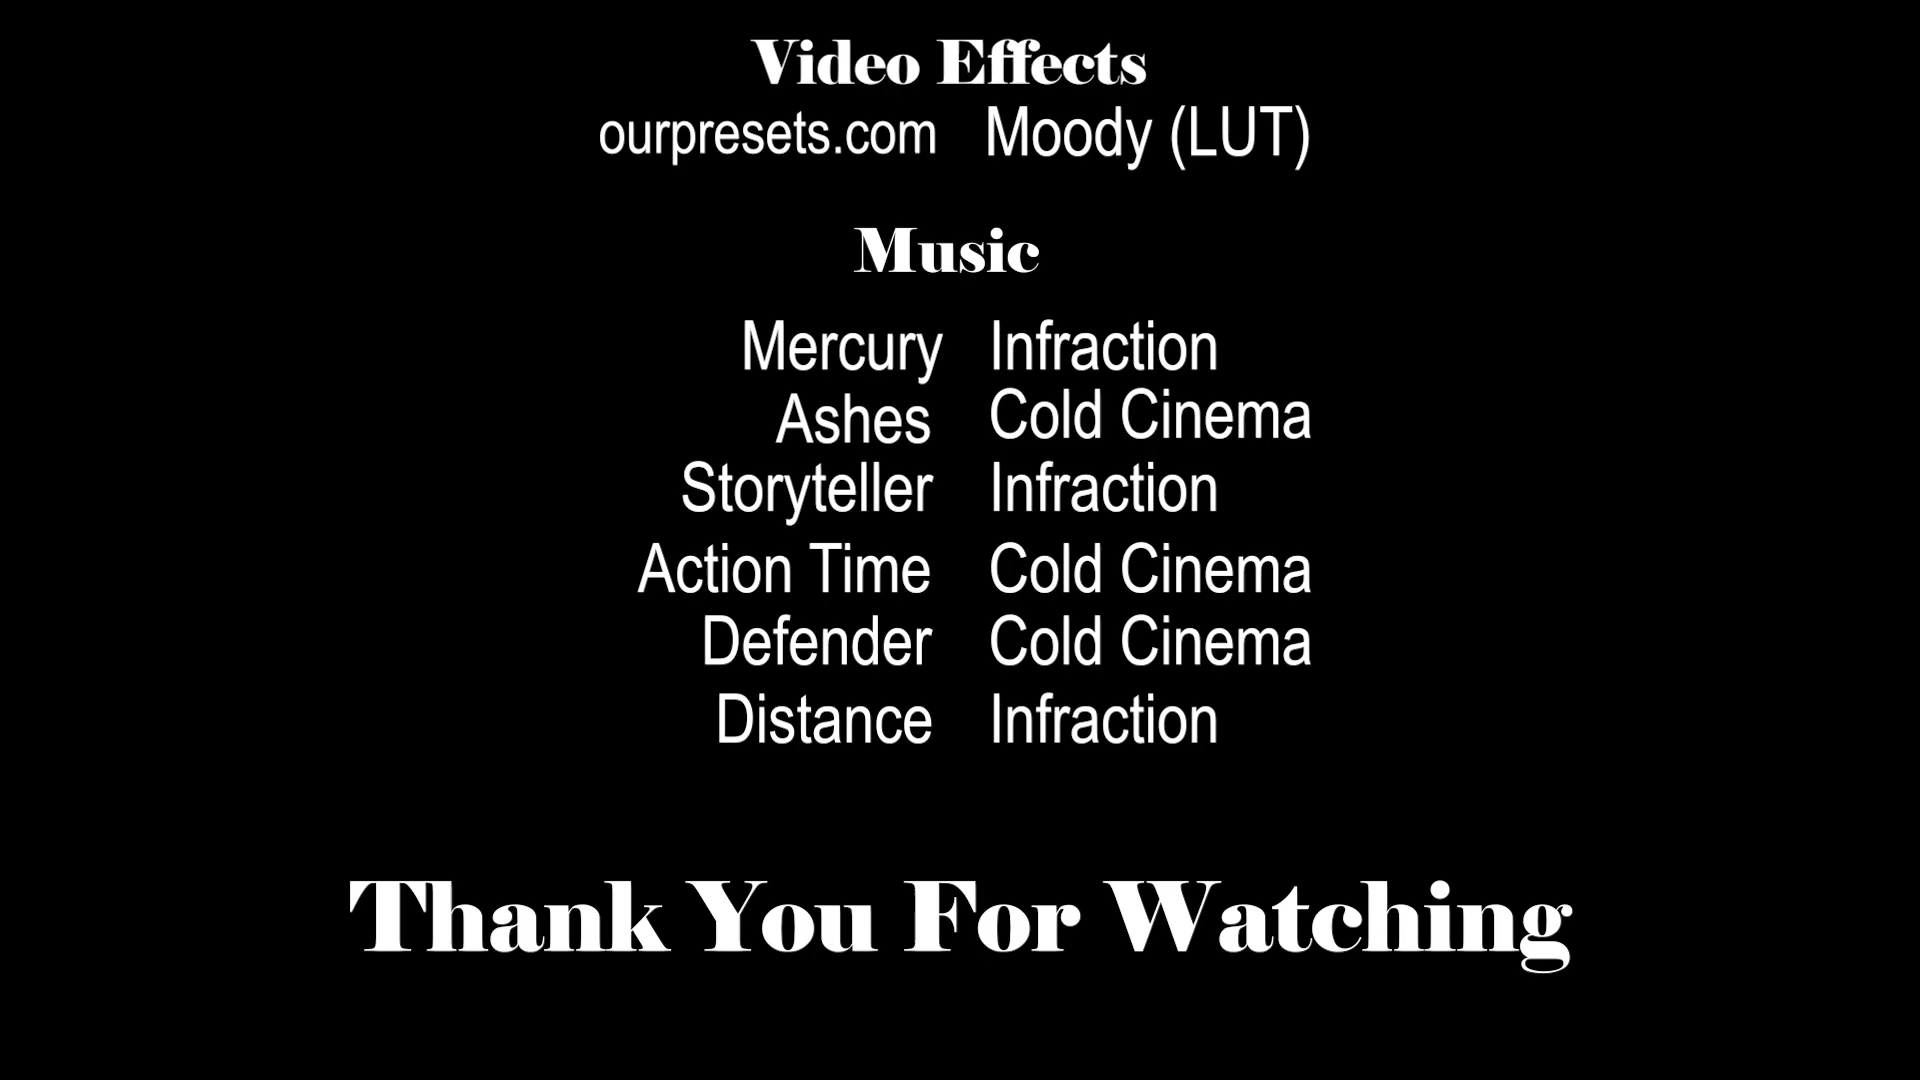 Video Effects
ourpresets.com Moody (LUT)
Music
Mercury Infraction
Ashes Cold Cinema
Storyteller Infraction
Action Time Cold Cinema
Defender Cold Cinema
Distance Infraction
Thank You For Watching